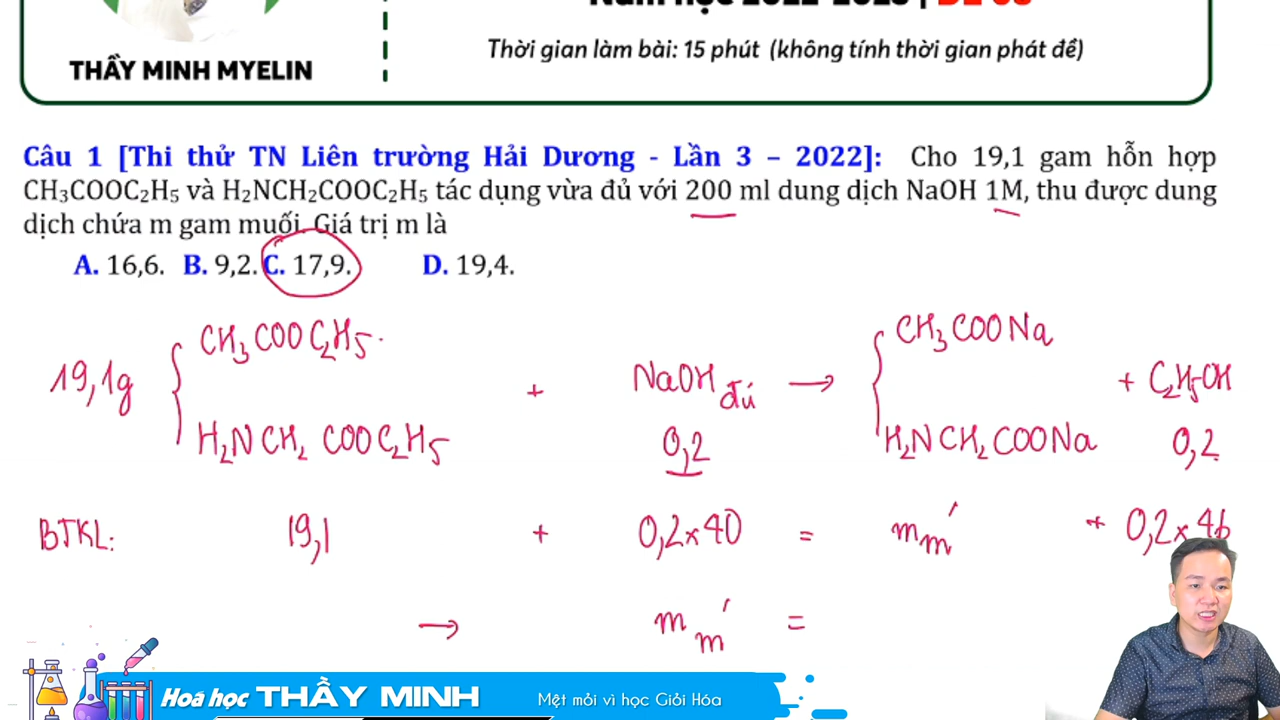 THẦY MINH MYELIN
Thời gian làm bài: 15 phút (không tính thời gian phát đề)
Câu 1 [Thi thử TN Liên trường Hải Dương - Lần 3 – 2022]: Cho 19,1 gam hỗn hợp
CH₃COOC₂H₅ và H₂NCH₂COOC₂H₅ tác dụng vừa đủ với 200 ml dung dịch NaOH 1M, thu được dung
dịch chứa m gam muối. Giá trị m là
A. 16,6. B. 9,2. C. 17,9. D. 19,4.
CH₃COOC₂H₅ CH₃COONa
19,1g + NaOH đủ → + C₂H₅OH
H₂NCH₂COOC₂H₅ 0,2 H₂NCH₂COONa 0,2
BTKL: 19,1 + 0,2×40 = mm' + 0,2×46
→ mm' =
Hoá học THẦY MINH Mệt mỏi vì học Giỏi Hóa